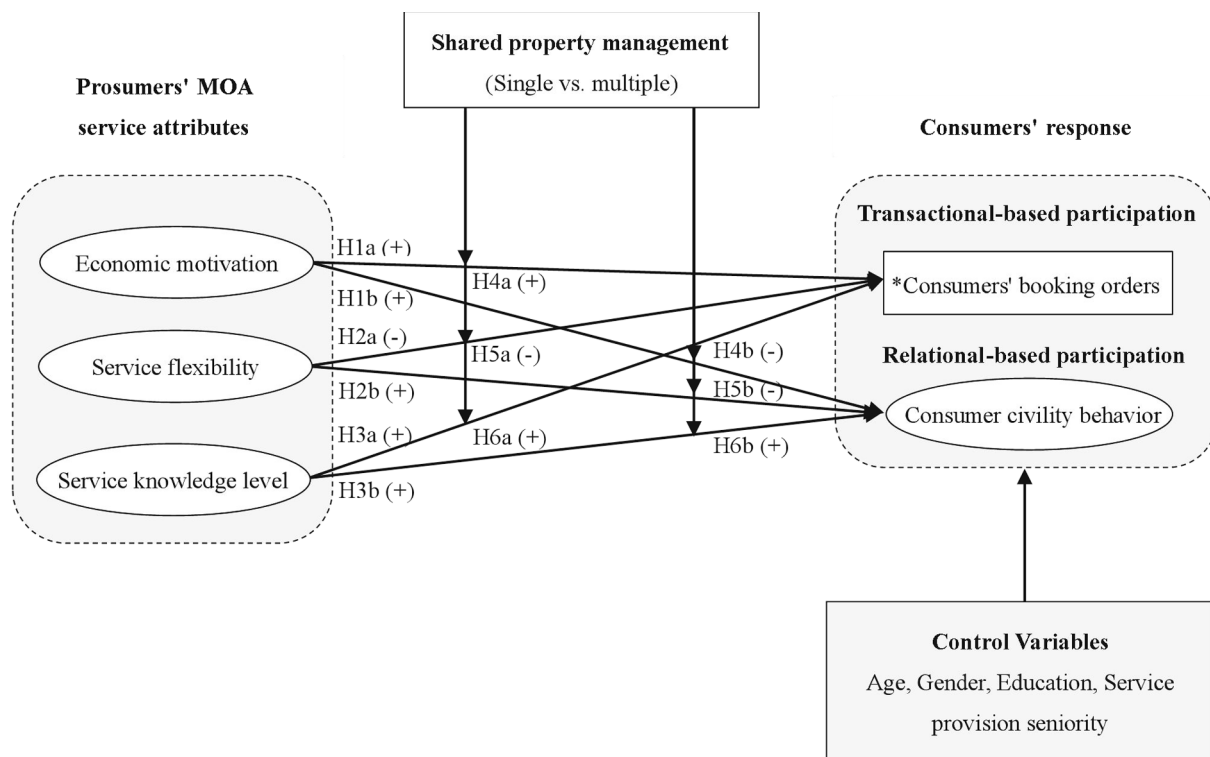 Shared property management
(Single vs. multiple)
Prosumers' MOA
service attributes
Consumers' response
Transactional-based participation
H1a (+)
Economic motivation
H4a (+)
*Consumers' booking orders
H1b (+)
H2a (-)
H5a (-)
H4b (-)
Relational-based participation
Service flexibility
H2b (+)
H5b (-)
Consumer civility behavior
H3a (+)
H6a (+)
H6b (+)
Service knowledge level
H3b (+)
Control Variables
Age, Gender, Education, Service
provision seniority